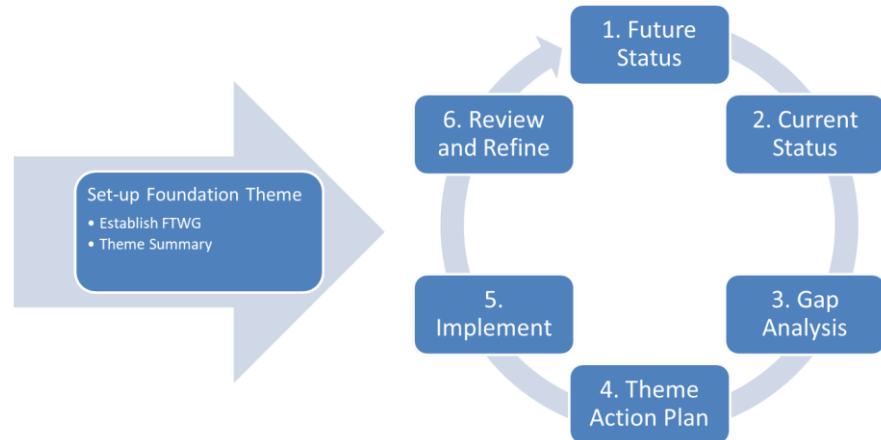 Set-up Foundation Theme
• Establish FTWG
• Theme Summary
1. Future
Status
2. Current
Status
3. Gap
Analysis
4. Theme
Action Plan
5.
Implement
6. Review
and Refine